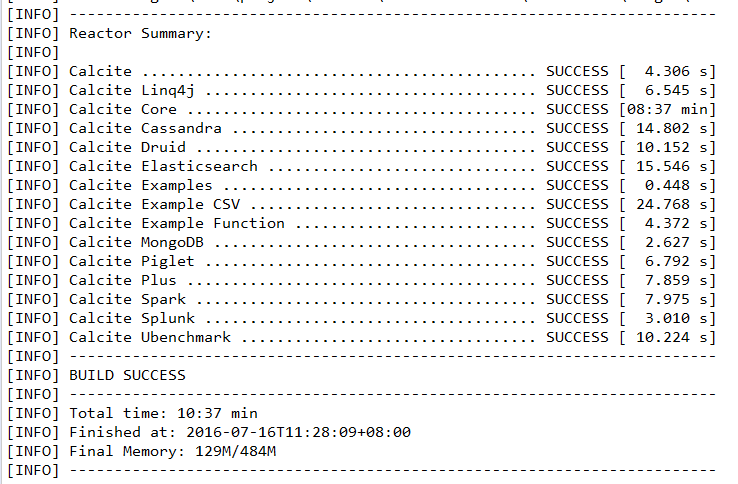 [INFO] ------------------------------------------------------------------------
[INFO] Reactor Summary:
[INFO]
[INFO] Calcite ............................................ SUCCESS [  4.306 s]
[INFO] Calcite Linq4j ..................................... SUCCESS [  6.545 s]
[INFO] Calcite Core ....................................... SUCCESS [08:37 min]
[INFO] Calcite Cassandra .................................. SUCCESS [ 14.802 s]
[INFO] Calcite Druid ...................................... SUCCESS [ 10.152 s]
[INFO] Calcite Elasticsearch .............................. SUCCESS [ 15.546 s]
[INFO] Calcite Examples ................................... SUCCESS [  0.448 s]
[INFO] Calcite Example CSV ................................ SUCCESS [ 24.768 s]
[INFO] Calcite Example Function ........................... SUCCESS [  4.372 s]
[INFO] Calcite MongoDB .................................... SUCCESS [  2.627 s]
[INFO] Calcite Piglet ..................................... SUCCESS [  6.792 s]
[INFO] Calcite Plus ....................................... SUCCESS [  7.859 s]
[INFO] Calcite Spark ...................................... SUCCESS [  7.975 s]
[INFO] Calcite Splunk ..................................... SUCCESS [  3.010 s]
[INFO] Calcite Ubenchmark ................................. SUCCESS [ 10.224 s]
[INFO] ------------------------------------------------------------------------
[INFO] BUILD SUCCESS
[INFO] ------------------------------------------------------------------------
[INFO] Total time: 10:37 min
[INFO] Finished at: 2016-07-16T11:28:09+08:00
[INFO] Final Memory: 129M/484M
[INFO] ------------------------------------------------------------------------